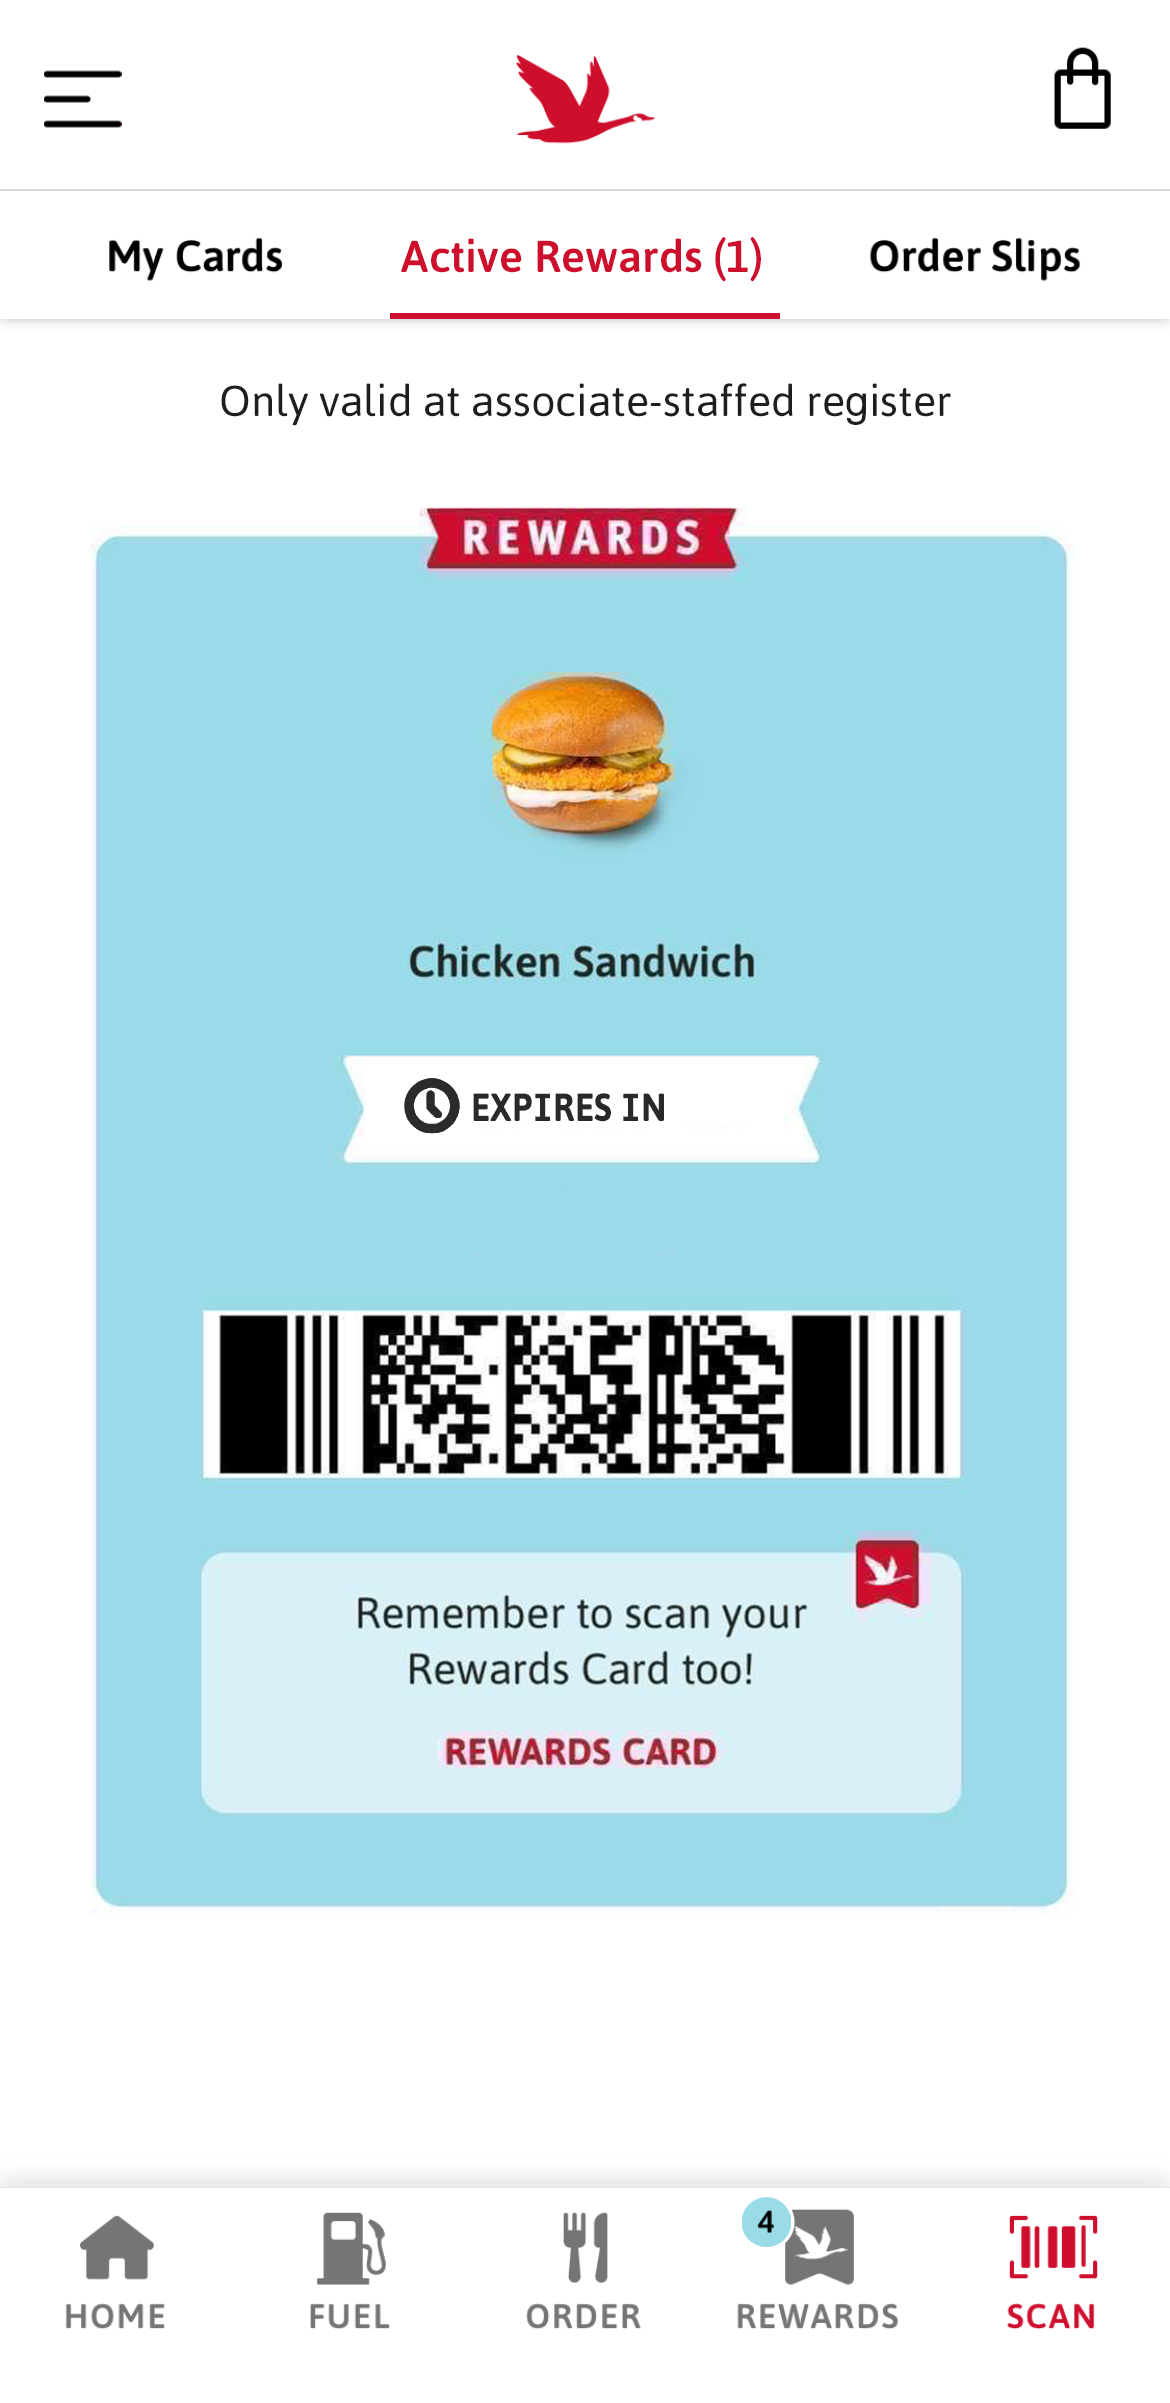 My Cards
Active Rewards (1)
Order Slips
Only valid at associate-staffed register
REWARDS
Chicken Sandwich
EXPIRES IN
Remember to scan your
Rewards Card too!
REWARDS CARD
HOME
FUEL
ORDER
4
REWARDS
SCAN